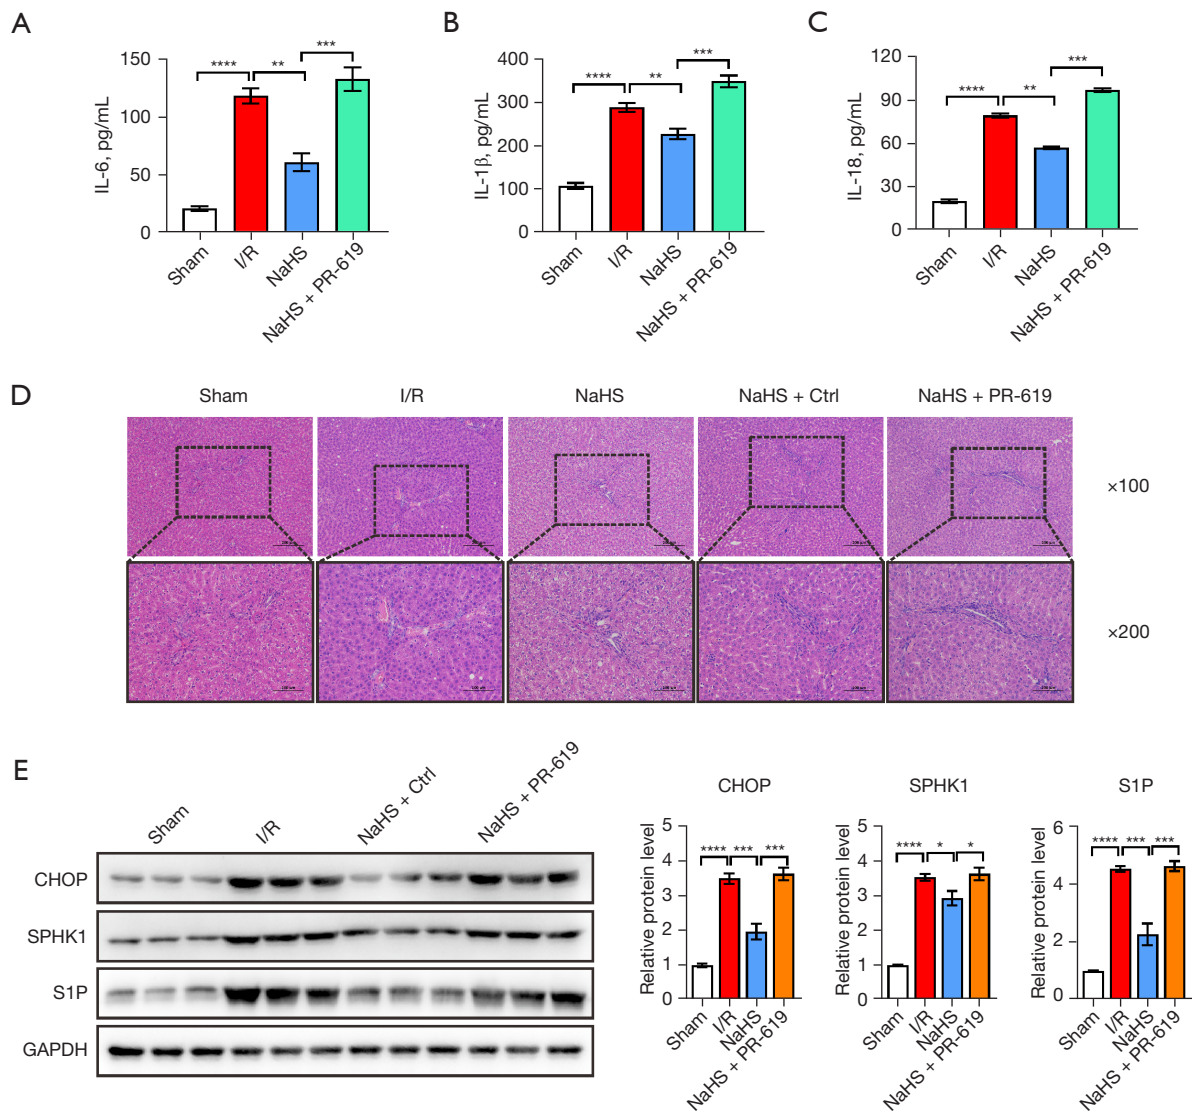 A
IL-6, pg/mL
150
100
50
0
****
**
***
Sham
I/R
NaHS
NaHS + PR-619
B
IL-1β, pg/mL
400
300
200
100
0
****
**
***
Sham
I/R
NaHS
NaHS + PR-619
C
IL-18, pg/mL
120
90
60
30
0
****
**
***
Sham
I/R
NaHS
NaHS + PR-619
D
Sham
I/R
NaHS
NaHS + Ctrl
NaHS + PR-619
×100
×200
E
Sham
I/R
NaHS + Ctrl
NaHS + PR-619
CHOP
SPHK1
S1P
GAPDH
CHOP
Relative protein level
5
4
3
2
1
0
****
***
***
Sham
I/R
NaHS
NaHS + PR-619
SPHK1
Relative protein level
5
4
3
2
1
0
****
*
*
Sham
I/R
NaHS
NaHS + PR-619
S1P
Relative protein level
6
4
2
0
****
***
***
Sham
I/R
NaHS
NaHS + PR-619